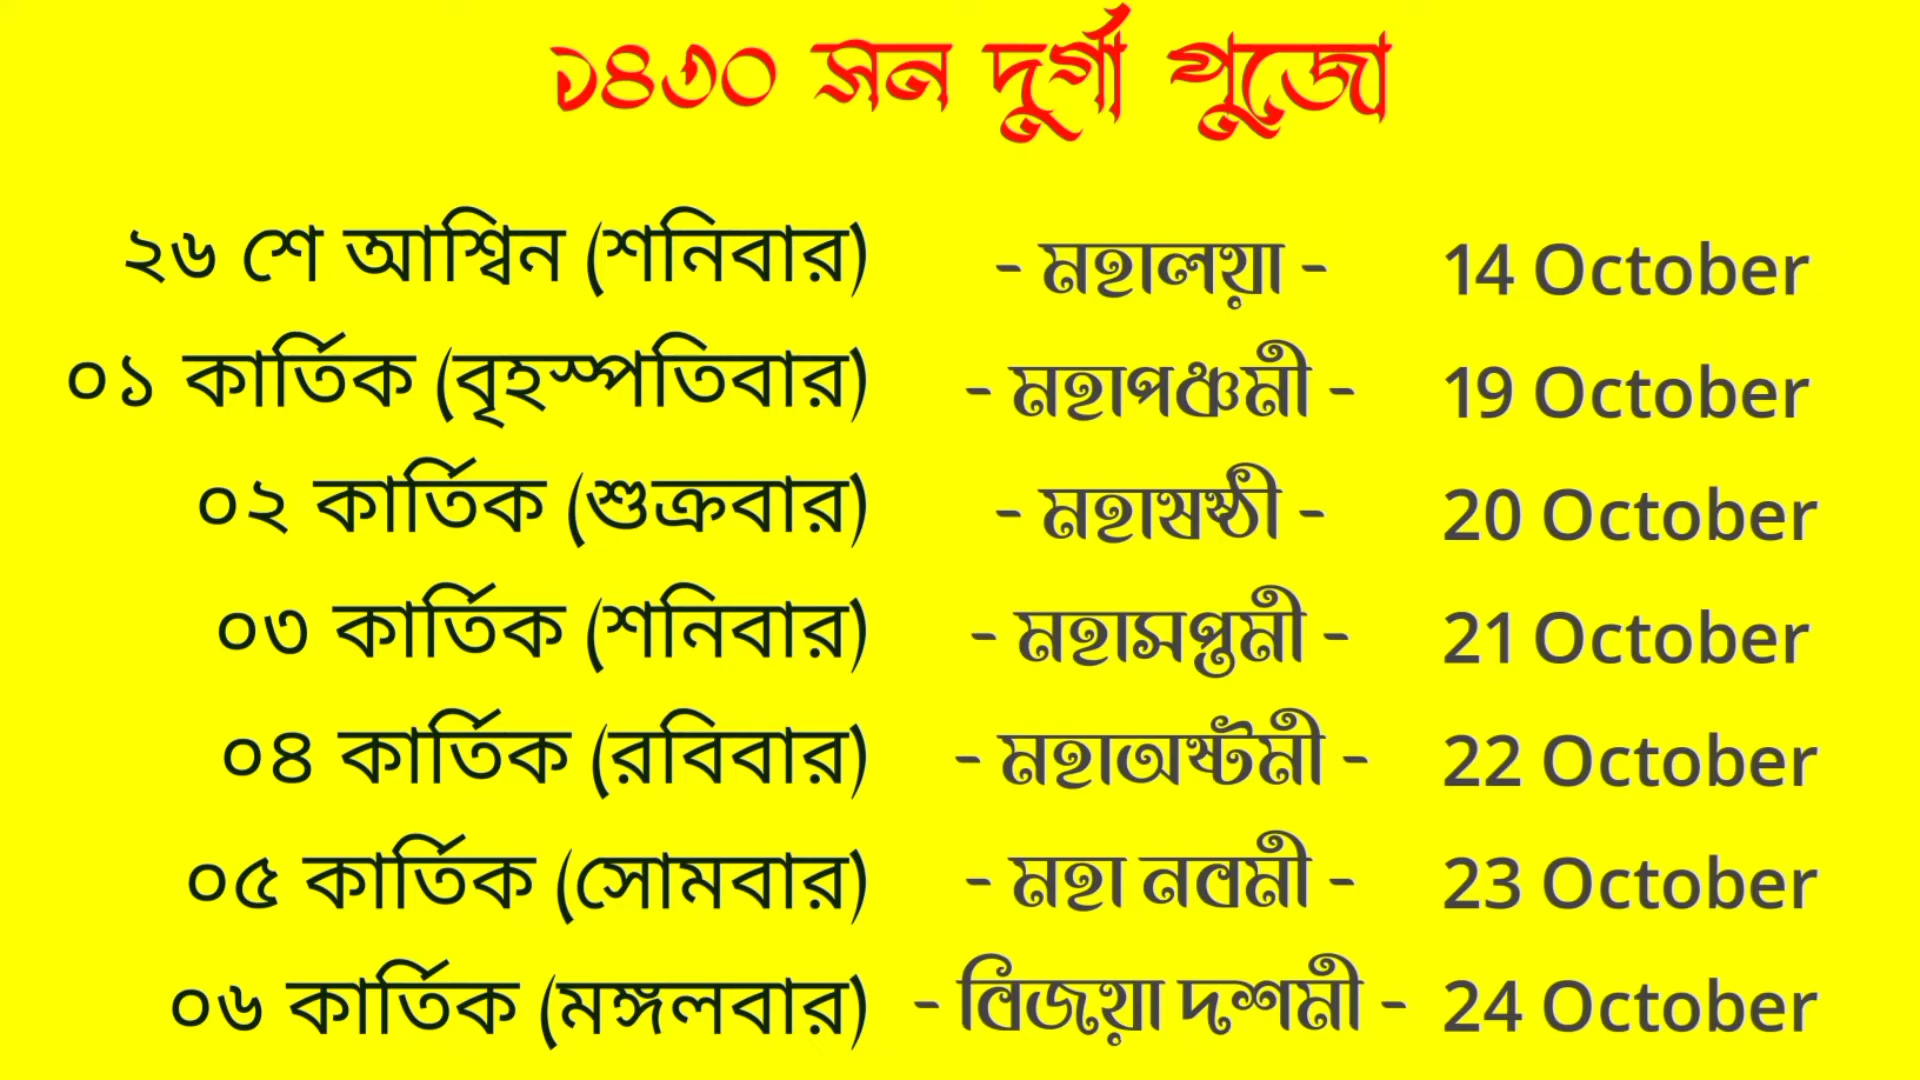 ১৪৩০ সন দুর্গা পুজো
২৬ শে আশ্বিন (শনিবার) - মহালয়া - 14 October
০১ কার্তিক (বৃহস্পতিবার) - মহাপঞ্চমী - 19 October
০২ কার্তিক (শুক্রবার) - মহাষষ্ঠী - 20 October
০৩ কার্তিক (শনিবার) - মহাসপ্তমী - 21 October
০৪ কার্তিক (রবিবার) - মহাঅষ্টমী - 22 October
০৫ কার্তিক (সোমবার) - মহা নবমী - 23 October
০৬ কার্তিক (মঙ্গলবার) - বিজয়া দশমী - 24 October